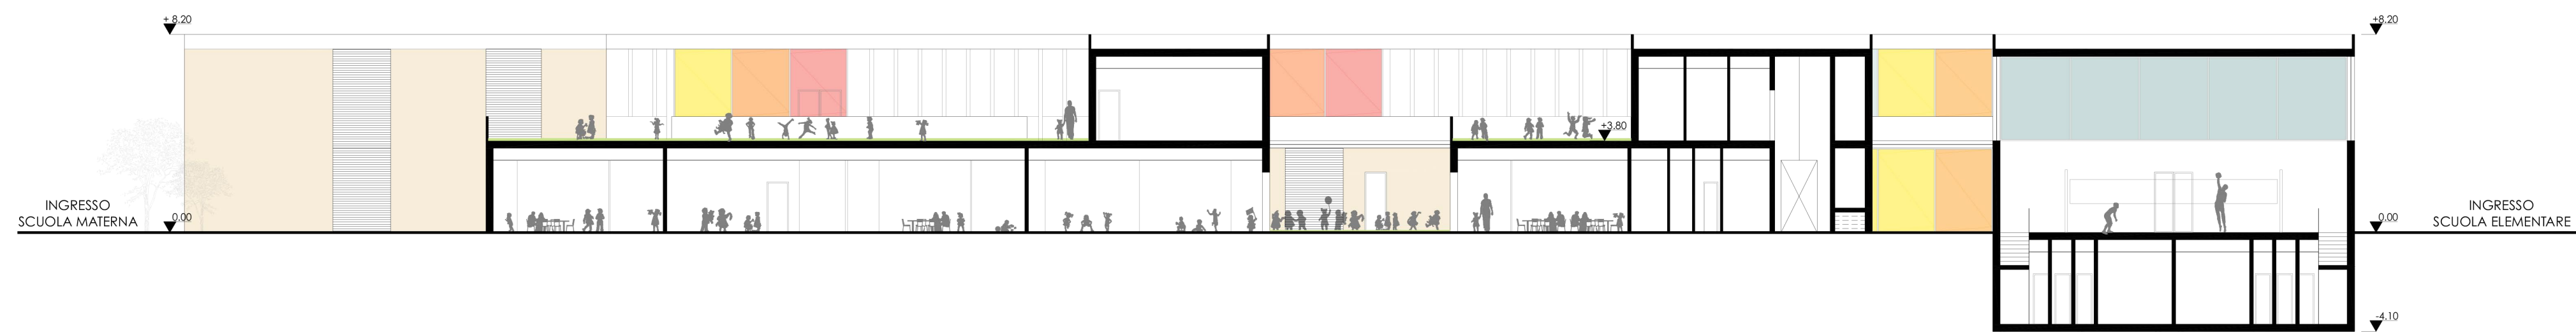 + 8.20
+8.20
+3.80
INGRESSO
SCUOLA MATERNA
0.00
0.00
INGRESSO
SCUOLA ELEMENTARE
-4.10